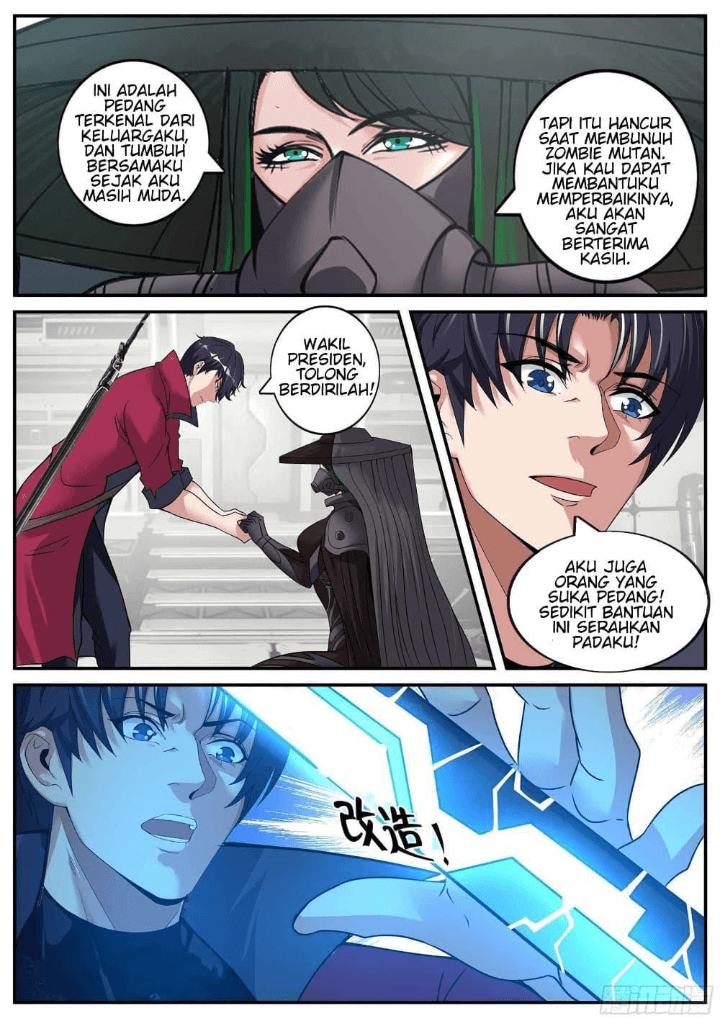 INI ADALAH
PEDANG
TERKENAL DARI
KELUARGAKU,
DAN TUMBUH
BERSAMAKU
SEJAK AKU
MASIH MUDA.
TAPI ITU HANCUR
SAAT MEMBUNUH
ZOMBIE MUTAN.
JIKA KAU DAPAT
MEMBANTUKU
MEMPERBAIKINYA,
AKU AKAN
SANGAT
BERTERIMA
KASIH.
WAKIL
PRESIDEN,
TOLONG
BERDIRILAH!
AKU JUGA
ORANG YANG
SUKA PEDANG!
SEDIKIT BANTUAN
INI SERAHKAN
PADAKU!
改造!